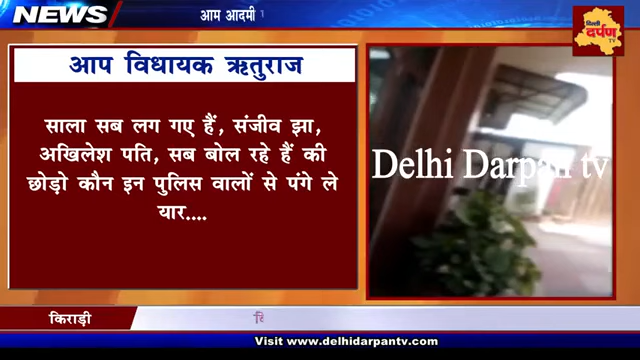 NEWS
आम आदमी
दिल्ली
दर्पण
TV
आप विधायक ऋतुराज
साला सब लग गए हैं, संजीव झा,
अखिलेश पति, सब बोल रहे हैं की
छोड़ो कौन इन पुलिस वालों से पंगे ले
यार....
Delhi Darpan tv
किराड़ी
Visit www.delhidarpantv.com